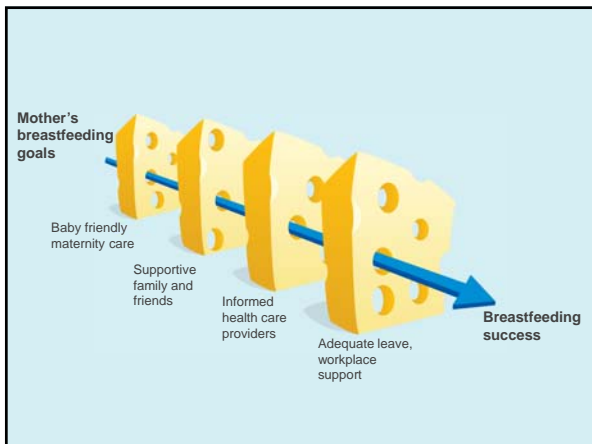 Mother's
breastfeeding
goals
Baby friendly
maternity care
Supportive
family and
friends
Informed
health care
providers
Adequate leave,
workplace
support
Breastfeeding
success